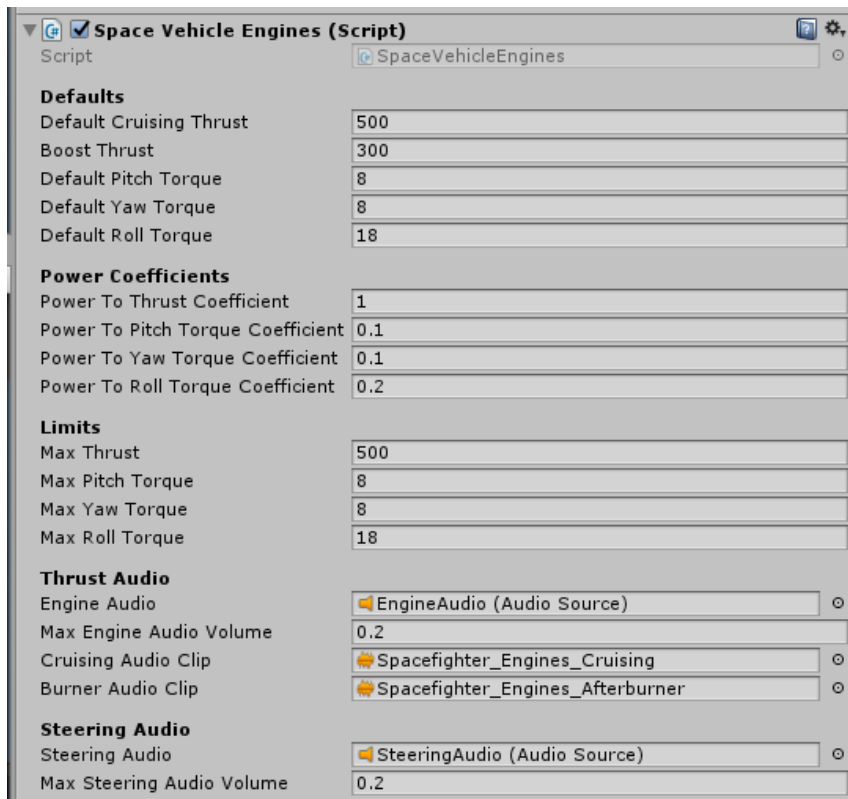 Space Vehicle Engines (Script)
Script SpaceVehicleEngines
Defaults
Default Cruising Thrust 500
Boost Thrust 300
Default Pitch Torque 8
Default Yaw Torque 8
Default Roll Torque 18
Power Coefficients
Power To Thrust Coefficient 1
Power To Pitch Torque Coefficient 0.1
Power To Yaw Torque Coefficient 0.1
Power To Roll Torque Coefficient 0.2
Limits
Max Thrust 500
Max Pitch Torque 8
Max Yaw Torque 8
Max Roll Torque 18
Thrust Audio
Engine Audio EngineAudio (Audio Source)
Max Engine Audio Volume 0.2
Cruising Audio Clip Spacefighter_Engines_Cruising
Burner Audio Clip Spacefighter_Engines_Afterburner
Steering Audio
Steering Audio SteeringAudio (Audio Source)
Max Steering Audio Volume 0.2